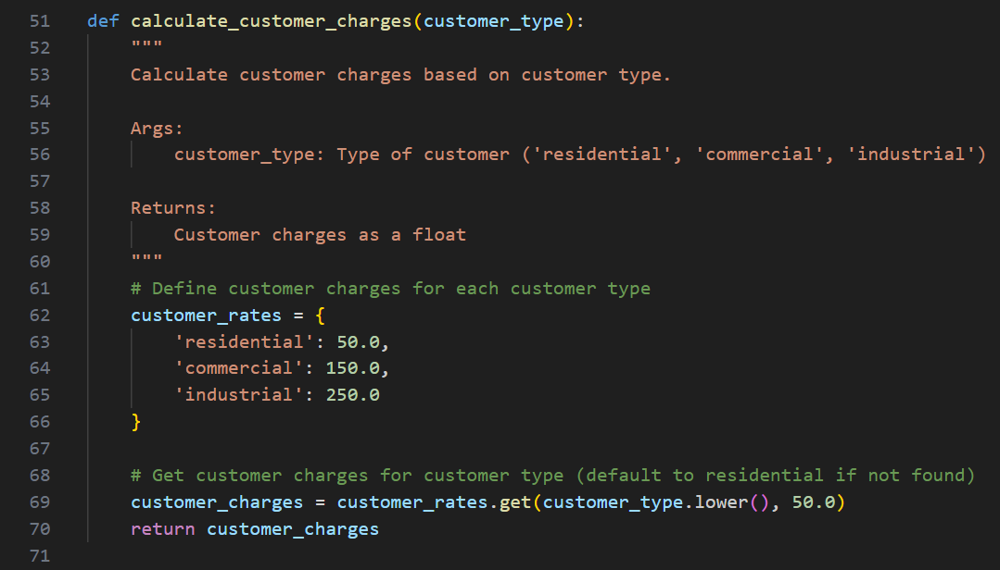 51 def calculate_customer_charges(customer_type):
52     """
53     Calculate customer charges based on customer type.
54
55     Args:
56         customer_type: Type of customer ('residential', 'commercial', 'industrial')
57
58     Returns:
59         Customer charges as a float
60     """
61     # Define customer charges for each customer type
62     customer_rates = {
63         'residential': 50.0,
64         'commercial': 150.0,
65         'industrial': 250.0
66     }
67
68     # Get customer charges for customer type (default to residential if not found)
69     customer_charges = customer_rates.get(customer_type.lower(), 50.0)
70     return customer_charges
71